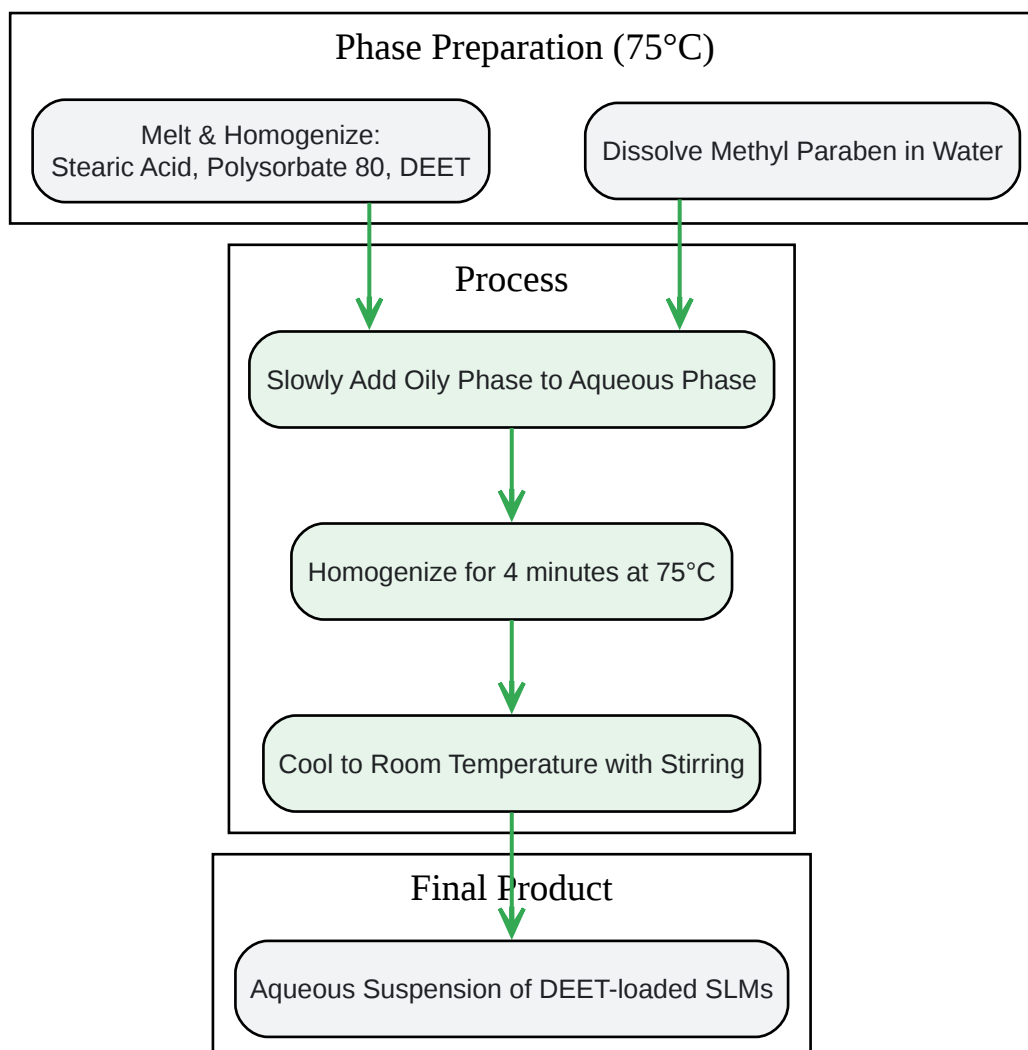 Phase Preparation (75°C)
Melt & Homogenize:
Stearic Acid, Polysorbate 80, DEET
Dissolve Methyl Paraben in Water
Process
Slowly Add Oily Phase to Aqueous Phase
Homogenize for 4 minutes at 75°C
Cool to Room Temperature with Stirring
Final Product
Aqueous Suspension of DEET-loaded SLMs